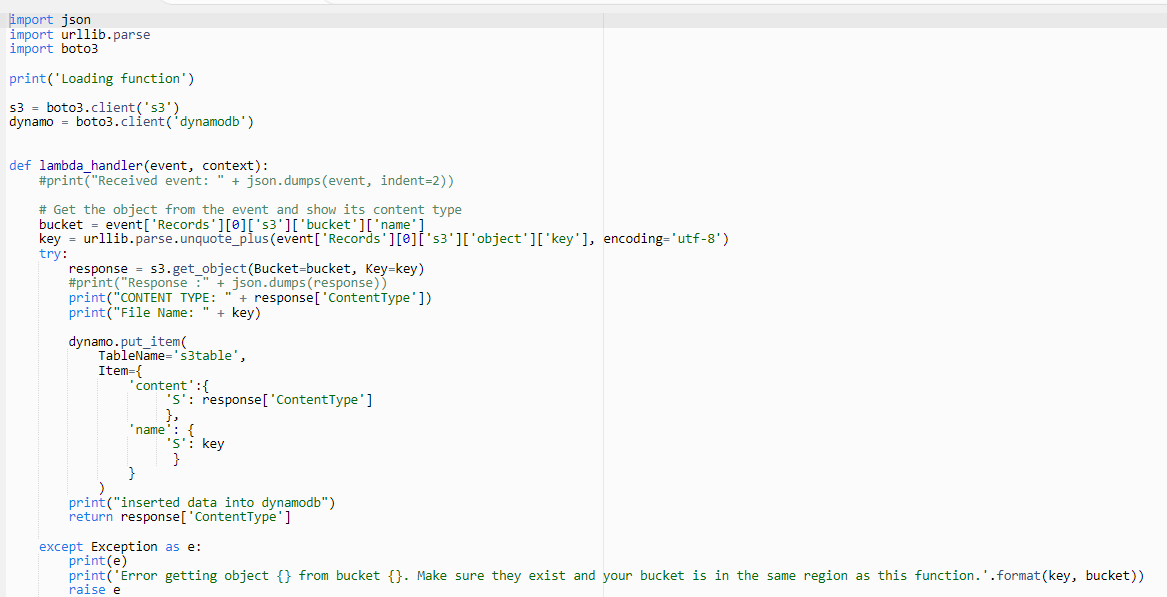 import json
import urllib.parse
import boto3

print('Loading function')

s3 = boto3.client('s3')
dynamo = boto3.client('dynamodb')


def lambda_handler(event, context):
    #print("Received event: " + json.dumps(event, indent=2))

    # Get the object from the event and show its content type
    bucket = event['Records'][0]['s3']['bucket']['name']
    key = urllib.parse.unquote_plus(event['Records'][0]['s3']['object']['key'], encoding='utf-8')
    try:
        response = s3.get_object(Bucket=bucket, Key=key)
        #print("Response :" + json.dumps(response))
        print("CONTENT TYPE: " + response['ContentType'])
        print("File Name: " + key)

        dynamo.put_item(
            TableName='s3table',
            Item={
                'content':{
                     'S': response['ContentType']
                     },
                'name': {
                     'S': key
                      }
                }
            )
        print("inserted data into dynamodb")
        return response['ContentType']

    except Exception as e:
        print(e)
        print('Error getting object {} from bucket {}. Make sure they exist and your bucket is in the same region as this function.'.format(key, bucket))
        raise e